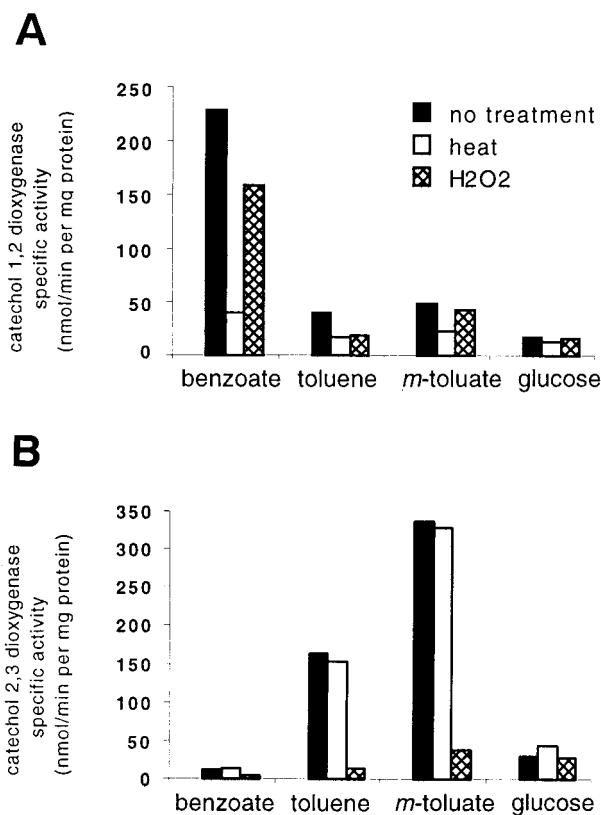 A
catechol 1,2 dioxygenase
specific activity
(nmol/min per mg protein)
250
200
150
100
50
0
no treatment
heat
H2O2
benzoate toluene m-toluate glucose
B
catechol 2,3 dioxygenase
specific activity
(nmol/min per mg protein)
350
300
250
200
150
100
50
0
benzoate toluene m-toluate glucose